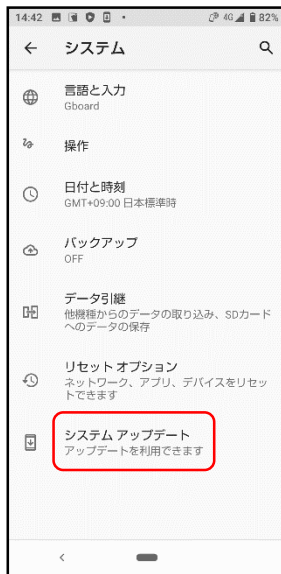 14:42 4G 82%
システム
言語と入力
Gboard
操作
日付と時刻
GMT+09:00 日本標準時
バックアップ
OFF
データ引継
他機種からのデータの取り込み、SDカード
へのデータの保存
リセット オプション
ネットワーク、アプリ、デバイスをリセッ
トできます
システム アップデート
アップデートを利用できます